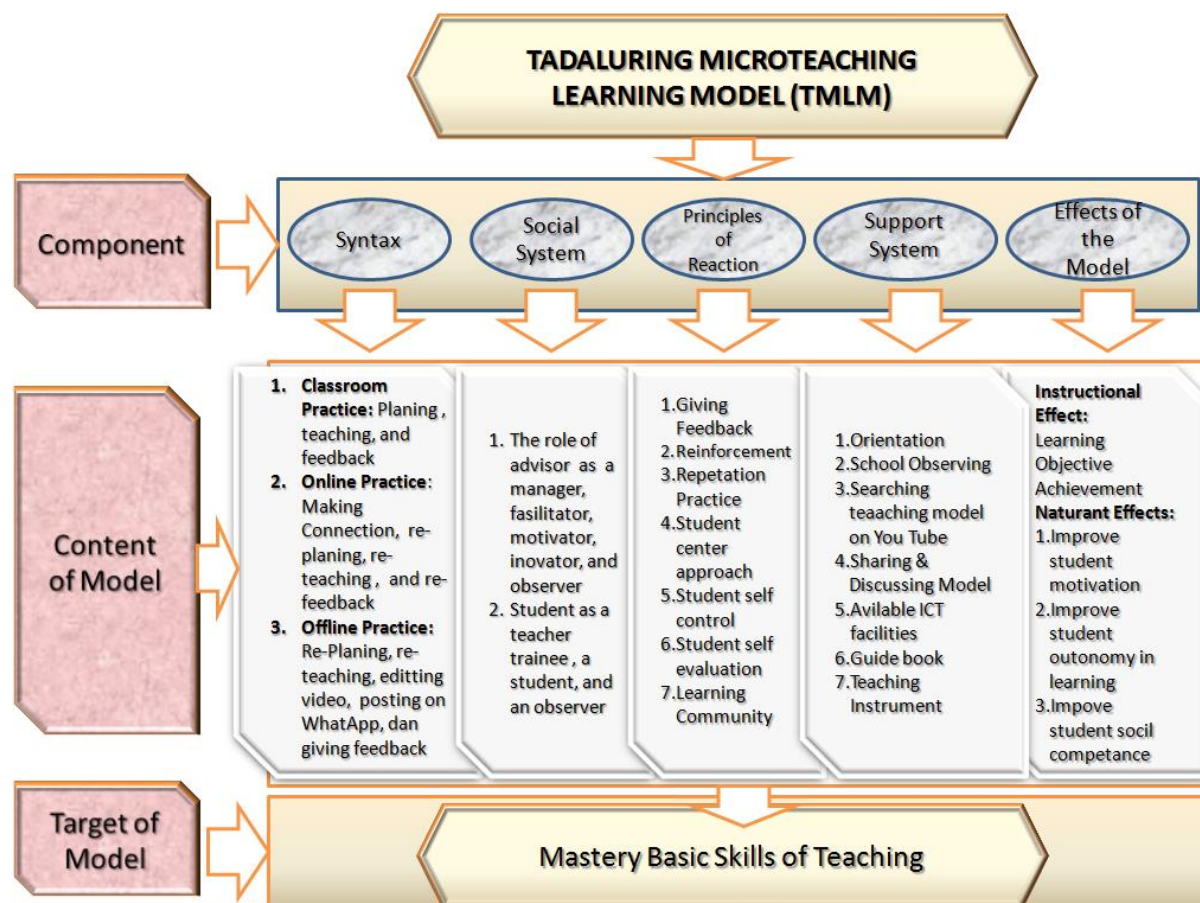 TADALURING MICROTEACHING
LEARNING MODEL (TMLM)
Component
Syntax
Social
System
Principles
of
Reaction
Support
System
Effects of
the
Model
Content
of Model
1. Classroom
Practice: Planing ,
teaching, and
feedback
2. Online Practice:
Making
Connection, re-
planing, re-
teaching , and re-
feedback
3. Offline Practice:
Re-Planing, re-
teaching, editting
video, posting on
WhatApp, dan
giving feedback
1. The role of
advisor as a
manager,
fasilitator,
motivator,
inovator, and
observer
2. Student as a
teacher
trainee , a
student, and
an observer
1.Giving
Feedback
2.Reinforcement
3.Repetation
Practice
4.Student
center
approach
5.Student self
control
6.Student self
evaluation
7.Learning
Community
1.Orientation
2.School Observing
3.Searching
teaaching model
on You Tube
4.Sharing &
Discussing Model
5.Avilable ICT
facilities
6.Guide book
7.Teaching
Instrument
Instructional
Effect:
Learning
Objective
Achievement
Naturant Effects:
1.Improve
student
motivation
2.Improve
student
outonomy in
learning
3.Impove
student socil
competance
Target of
Model
Mastery Basic Skills of Teaching